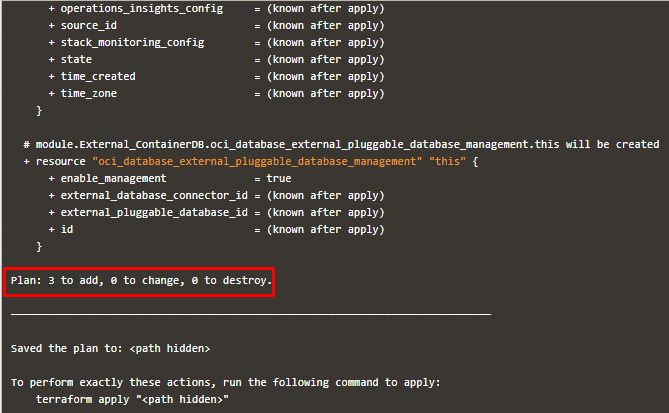 + operations_insights_config     = (known after apply)
+ source_id                      = (known after apply)
+ stack_monitoring_config        = (known after apply)
+ state                          = (known after apply)
+ time_created                   = (known after apply)
+ time_zone                      = (known after apply)
}
# module.External_ContainerDB.oci_database_external_pluggable_database_management.this will be created
+ resource "oci_database_external_pluggable_database_management" "this" {
+ enable_management              = true
+ external_database_connector_id = (known after apply)
+ external_pluggable_database_id = (known after apply)
+ id                             = (known after apply)
}
Plan: 3 to add, 0 to change, 0 to destroy.
Saved the plan to: <path hidden>
To perform exactly these actions, run the following command to apply:
terraform apply "<path hidden>"